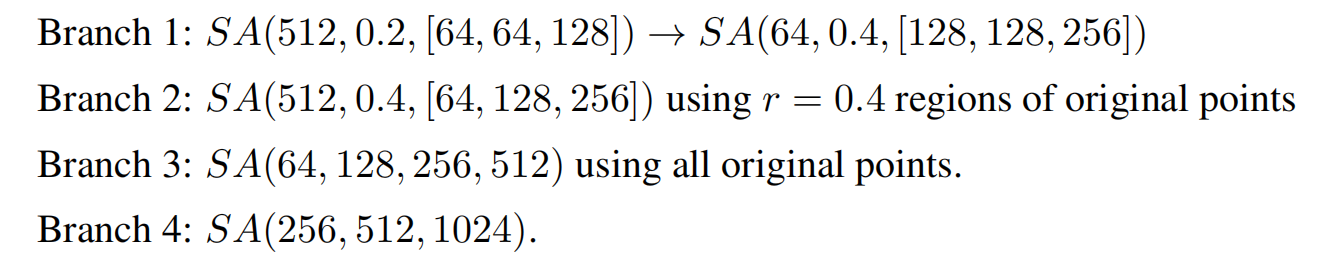 Branch 1: SA(512, 0.2, [64, 64, 128]) → SA(64, 0.4, [128, 128, 256])
Branch 2: SA(512, 0.4, [64, 128, 256]) using r = 0.4 regions of original points
Branch 3: SA(64, 128, 256, 512) using all original points.
Branch 4: SA(256, 512, 1024).